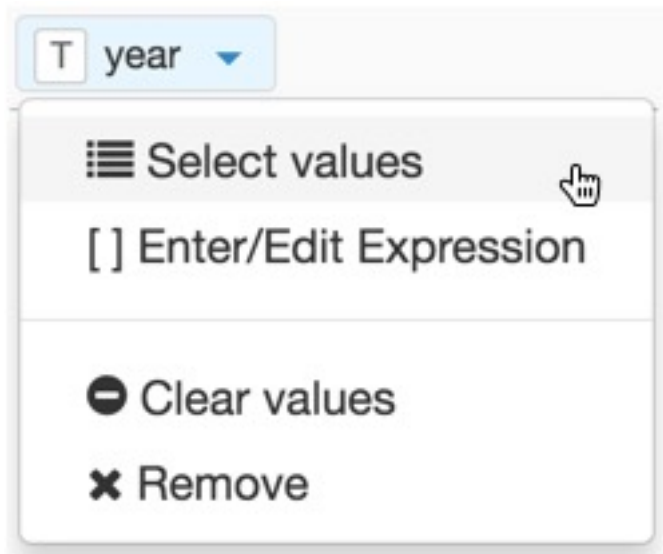 T year
Select values
[ ] Enter/Edit Expression
Clear values
Remove